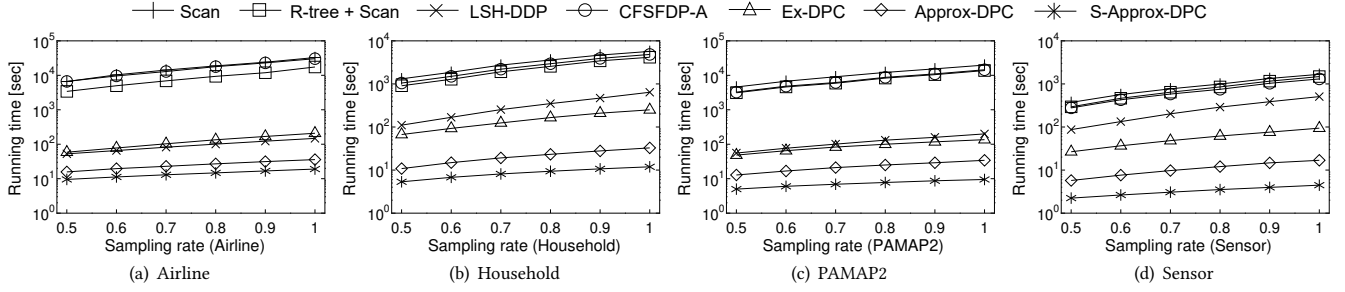 Scan R-tree + Scan LSH-DDP CFSFDP-A Ex-DPC Approx-DPC S-Approx-DPC
Running time [sec]
10^5
10^4
10^3
10^2
10^1
10^0
0.5 0.6 0.7 0.8 0.9 1
Sampling rate (Airline)
(a) Airline
Running time [sec]
10^4
10^3
10^2
10^1
10^0
0.5 0.6 0.7 0.8 0.9 1
Sampling rate (Household)
(b) Household
Running time [sec]
10^5
10^4
10^3
10^2
10^1
10^0
0.5 0.6 0.7 0.8 0.9 1
Sampling rate (PAMAP2)
(c) PAMAP2
Running time [sec]
10^4
10^3
10^2
10^1
10^0
0.5 0.6 0.7 0.8 0.9 1
Sampling rate (Sensor)
(d) Sensor